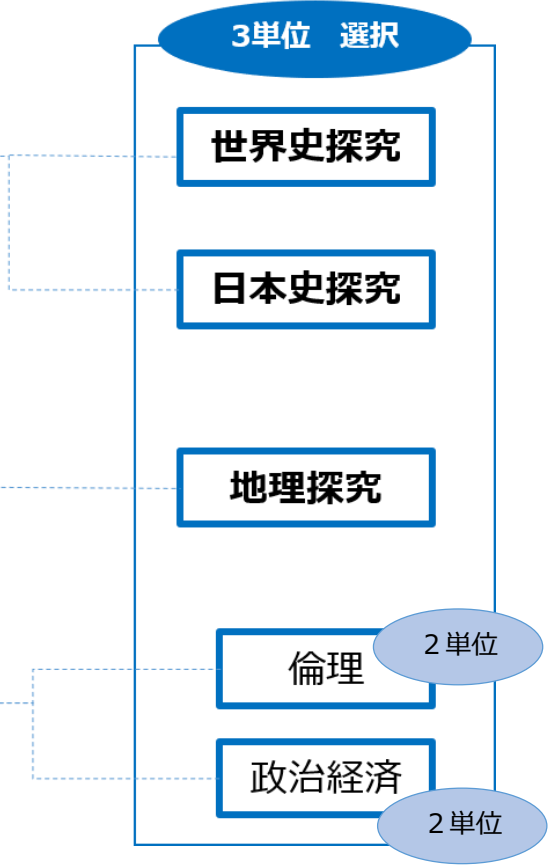 3単位　選択
世界史探究
日本史探究
地理探究
倫理
２単位
政治経済
２単位